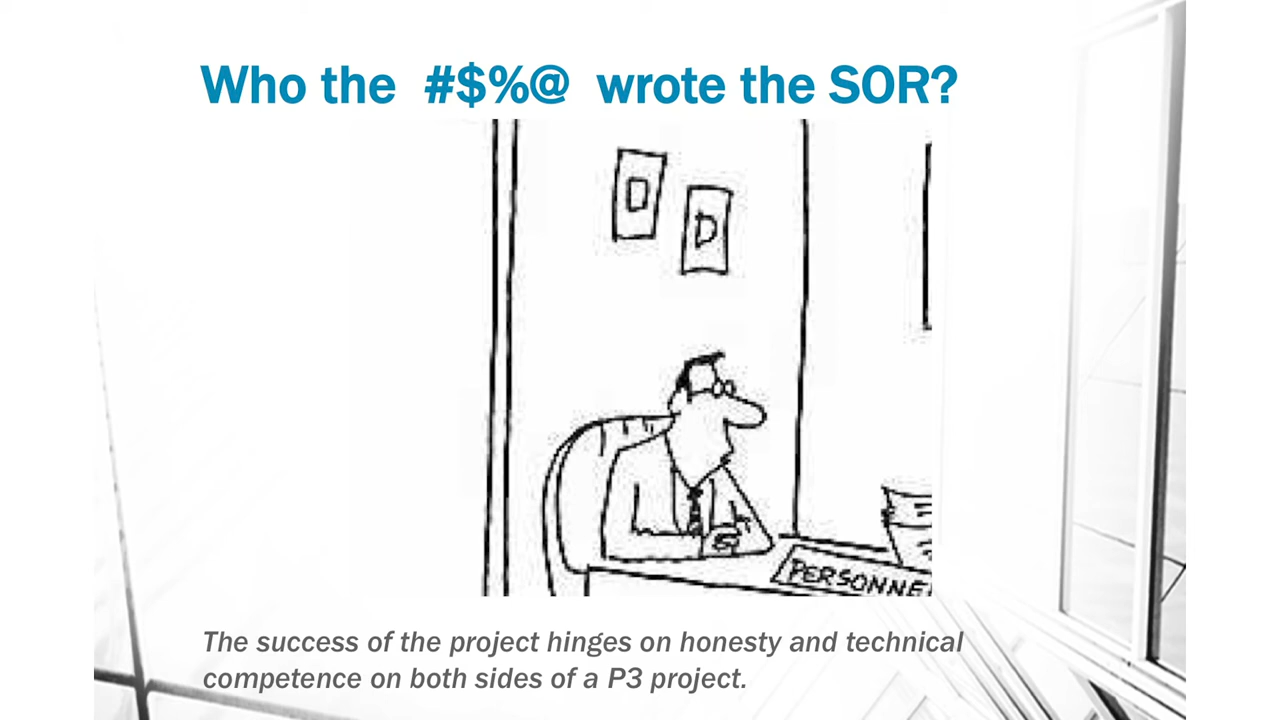 Who the #$%@ wrote the SOR?
PERSONNE
The success of the project hinges on honesty and technical
competence on both sides of a P3 project.